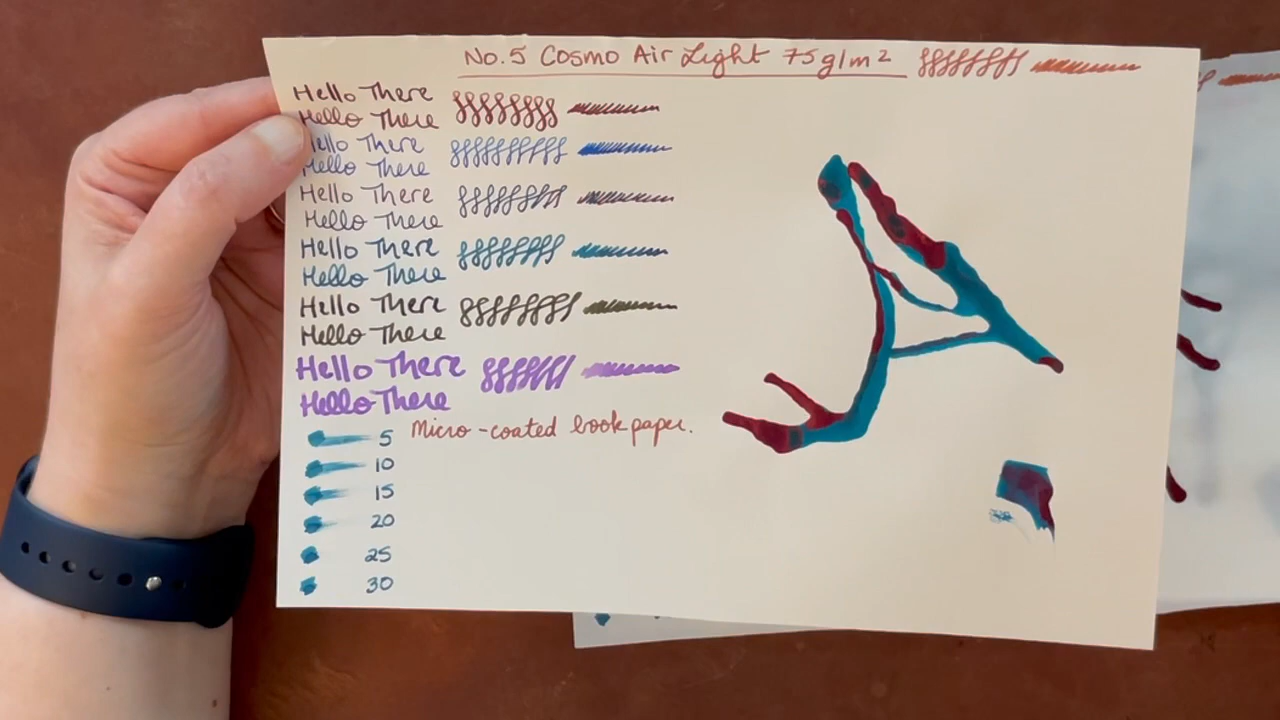 No.5 Cosmo Air Light 75g/m²
Hello There
Hello There
Hello There
Hello There
Hello There
Hello There
Hello There
Hello There
Hello There
Hello There
Hello There
Hello There
5 Micro-coated book paper.
10
15
20
25
30